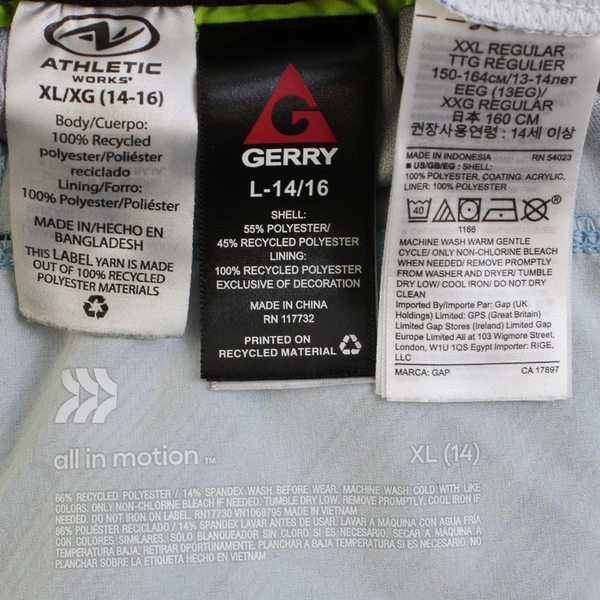 ATHLETIC
WORKS®
XL/XG (14-16)
Body/Cuerpo:
100% Recycled
polyester/Poliéster
reciclado
Lining/Forro:
100% Polyester/Poliéster
MADE IN/HECHO EN
BANGLADESH
THIS LABEL YARN IS MADE
OUT OF 100% RECYCLED
POLYESTER MATERIALS
GERRY
L-14/16
SHELL:
55% POLYESTER/
45% RECYCLED POLYESTER
LINING:
100% RECYCLED POLYESTER
EXCLUSIVE OF DECORATION
MADE IN CHINA
RN 117732
PRINTED ON
RECYCLED MATERIAL
XXL REGULAR
TTG RÉGULIER
150-164см/13-14лет
EEG (13EG)/
XXG REGULAR
日本 160 CM
권장사용연령 : 14세 이상
MADE IN INDONESIA RN 54023
■ US/GB/EG : SHELL:
100% POLYESTER, COATING: ACRYLIC,
LINER: 100% POLYESTER
40
1166
MACHINE WASH WARM GENTLE
CYCLE/ ONLY NON-CHLORINE BLEACH
WHEN NEEDED/ REMOVE PROMPTLY
FROM WASHER AND DRYER/ TUMBLE
DRY LOW/ COOL IRON/ DO NOT DRY
CLEAN
Imported By/Importe Par: Gap (UK
Holdings) Limited: GPS (Great Britain)
Limited Gap Stores (Ireland) Limited Gap
Europe Limited All at 103 Wigmore Street,
London, W1U 1QS Egypt Importer: RIGE,
LLC
MARCA: GAP CA 17897
all in motion™ XL (14)
86% RECYCLED POLYESTER / 14% SPANDEX WASH BEFORE WEAR. MACHINE WASH COLD WITH LIKE
COLORS. ONLY NON-CHLORINE BLEACH IF NEEDED. TUMBLE DRY LOW. REMOVE PROMPTLY, COOL IRON IF
NEEDED. DO NOT IRON ON LABEL. RN17730 VN1068795 MADE IN VIETNAM
86% POLIÉSTER RECICLADO / 14% SPANDEX LAVAR ANTES DE USAR. LAVAR A MÁQUINA CON AGUA FRÍA
CON COLORES SIMILARES. SÓLO BLANQUEADOR SIN CLORO SI ES NECESARIO. SECAR A MÁQUINA A
TEMPERATURA BAJA, RETIRAR OPORTUNAMENTE. PLANCHAR A BAJA TEMPERATURA SI ES NECESARIO. NO
PLANCHAR SOBRE LA ETIQUETA HECHO EN VIETNAM